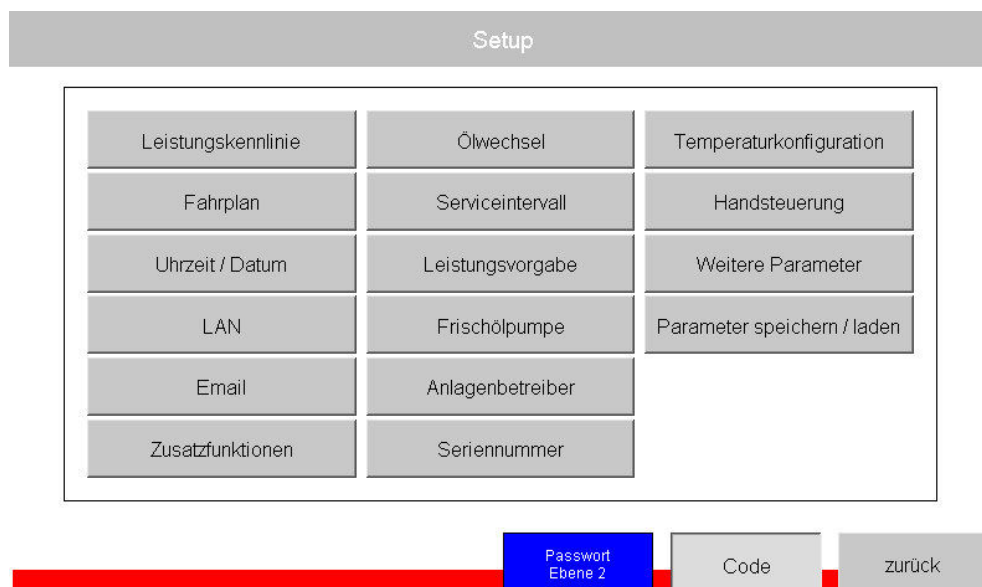 Setup
Leistungskennlinie
Ölwechsel
Temperaturkonfiguration
Fahrplan
Serviceintervall
Handsteuerung
Uhrzeit / Datum
Leistungsvorgabe
Weitere Parameter
LAN
Frischölpumpe
Parameter speichern / laden
Email
Anlagenbetreiber
Zusatzfunktionen
Seriennummer
Passwort
Ebene 2
Code
zurück